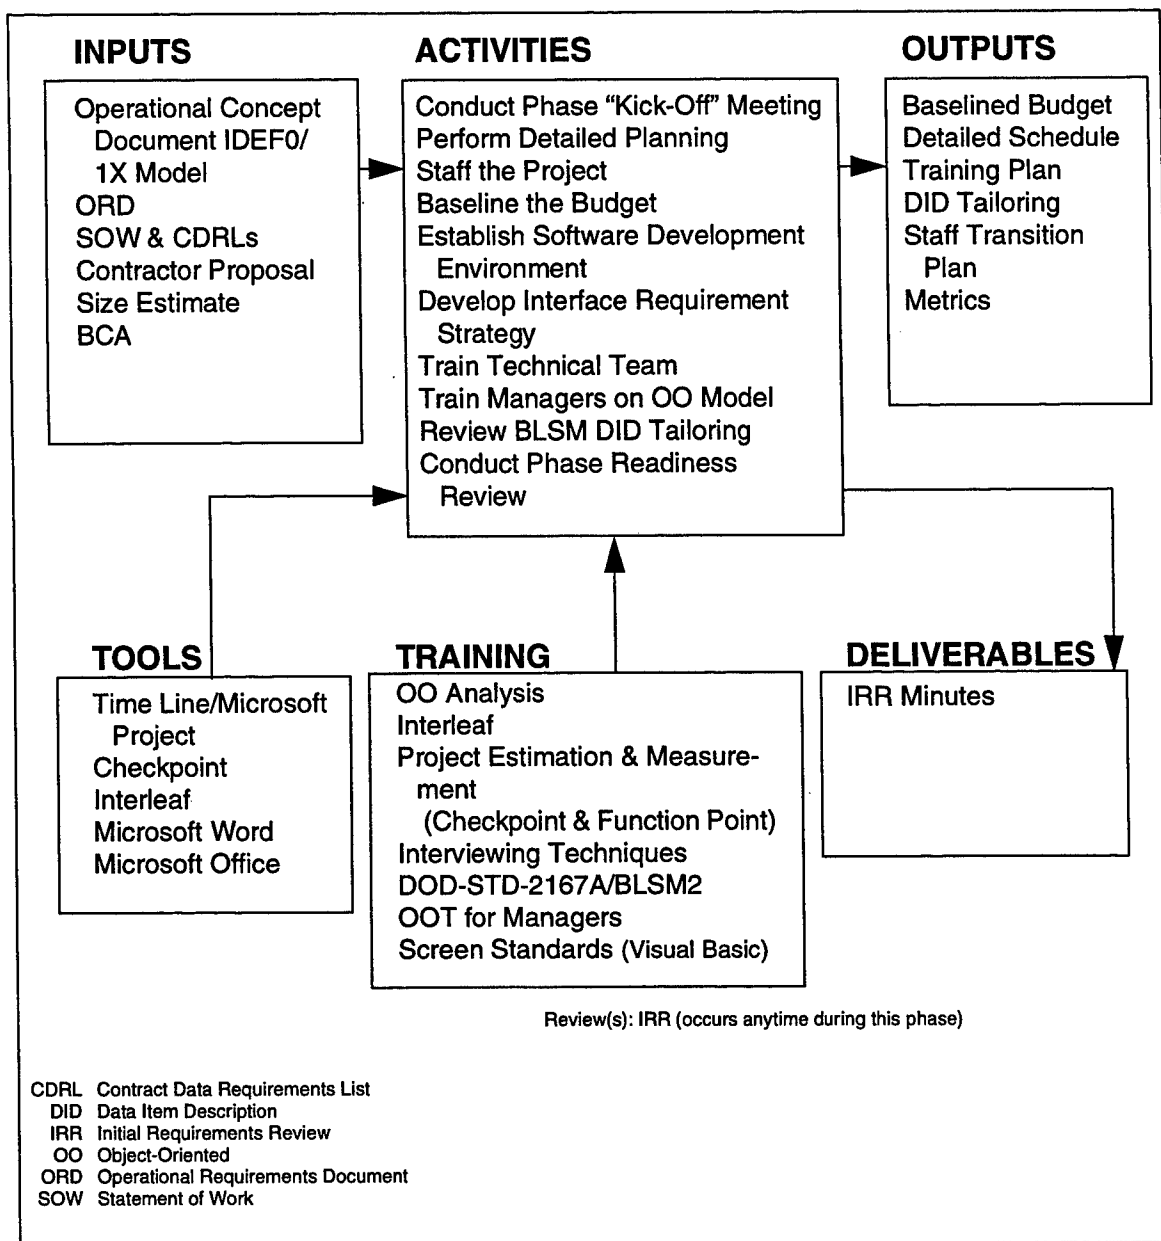 INPUTS
Operational Concept
Document IDEF0/
1X Model
ORD
SOW & CDRLs
Contractor Proposal
Size Estimate
BCA
ACTIVITIES
Conduct Phase “Kick-Off” Meeting
Perform Detailed Planning
Staff the Project
Baseline the Budget
Establish Software Development
Environment
Develop Interface Requirement
Strategy
Train Technical Team
Train Managers on OO Model
Review BLSM DID Tailoring
Conduct Phase Readiness
Review
OUTPUTS
Baselined Budget
Detailed Schedule
Training Plan
DID Tailoring
Staff Transition
Plan
Metrics
TOOLS
Time Line/Microsoft
Project
Checkpoint
Interleaf
Microsoft Word
Microsoft Office
TRAINING
OO Analysis
Interleaf
Project Estimation & Measure-
ment
(Checkpoint & Function Point)
Interviewing Techniques
DOD-STD-2167A/BLSM2
OOT for Managers
Screen Standards (Visual Basic)
DELIVERABLES
IRR Minutes
Review(s): IRR (occurs anytime during this phase)
CDRL Contract Data Requirements List
DID Data Item Description
IRR Initial Requirements Review
OO Object-Oriented
ORD Operational Requirements Document
SOW Statement of Work